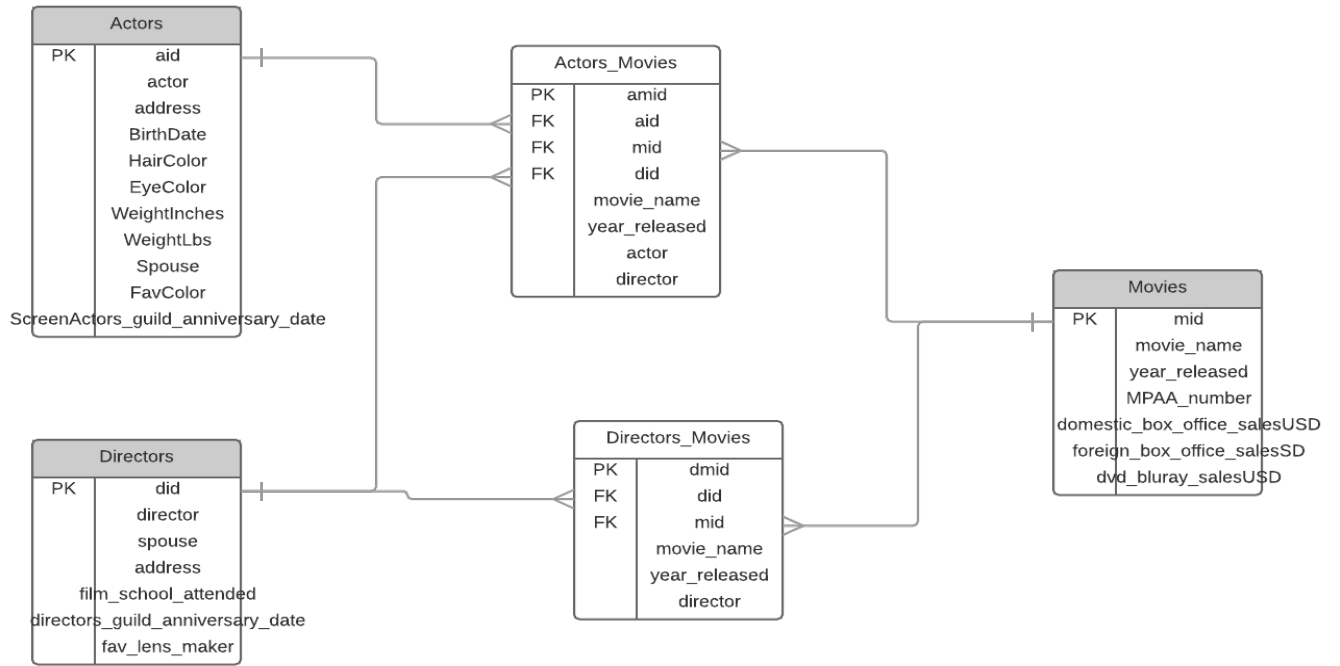 Actors
PK aid
actor
address
BirthDate
HairColor
EyeColor
WeightInches
WeightLbs
Spouse
FavColor
ScreenActors_guild_anniversary_date
Actors_Movies
PK amid
FK aid
FK mid
FK did
movie_name
year_released
actor
director
Movies
PK mid
movie_name
year_released
MPAA_number
domestic_box_office_salesUSD
foreign_box_office_salesSD
dvd_bluray_salesUSD
Directors
PK did
director
spouse
address
film_school_attended
directors_guild_anniversary_date
fav_lens_maker
Directors_Movies
PK dmid
FK did
FK mid
movie_name
year_released
director